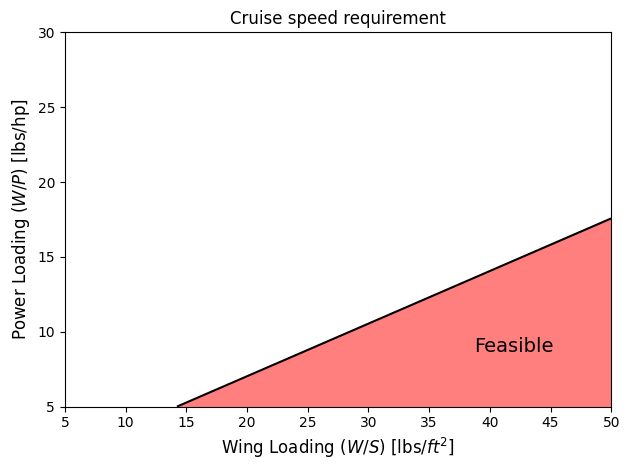 Cruise speed requirement
30
25
20
15
10
5
Power Loading (W/P) [lbs/hp]
Feasible
5 10 15 20 25 30 35 40 45 50
Wing Loading (W/S) [lbs/ft²]